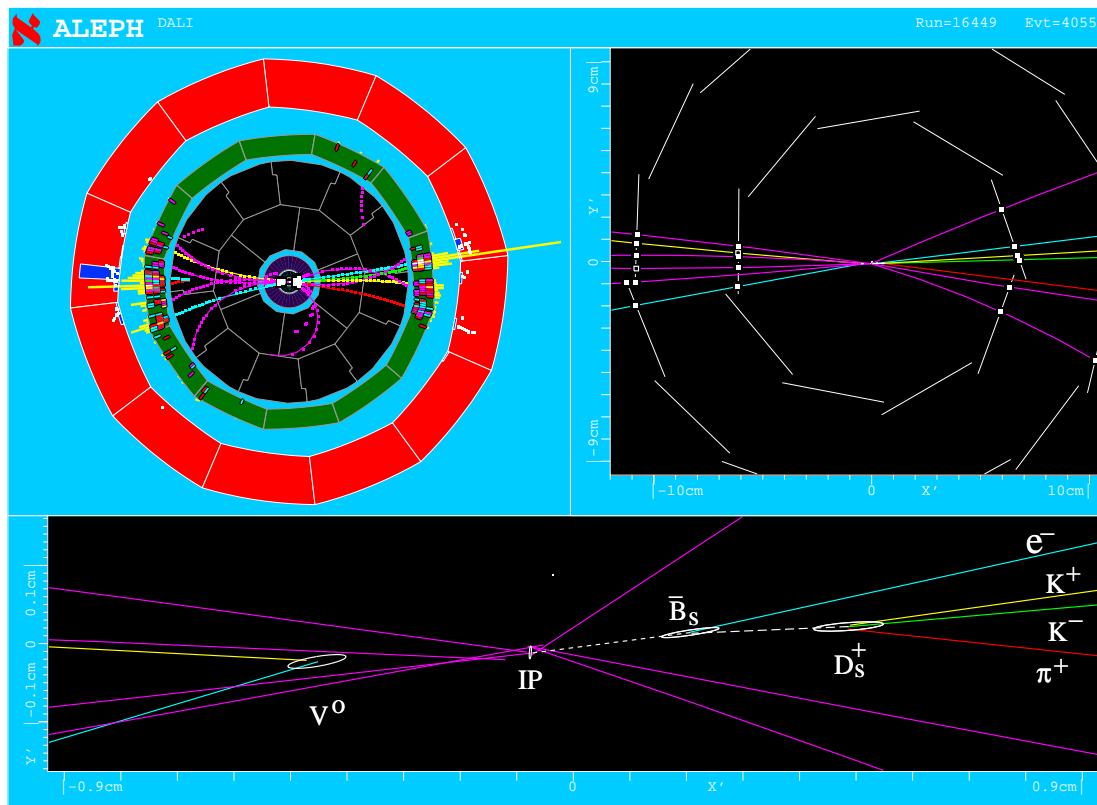 ALEPH DALI Run=16449 Evt=4055
9cm|
Y'
0
|-9cm
|-10cm 0 X' 10cm|
0.1cm|
0
|-0.1cm
Y'
e⁻
K⁺
B̅s
K⁻
Ds⁺
π⁺
IP
V⁰
|-0.9cm 0 X' 0.9cm|